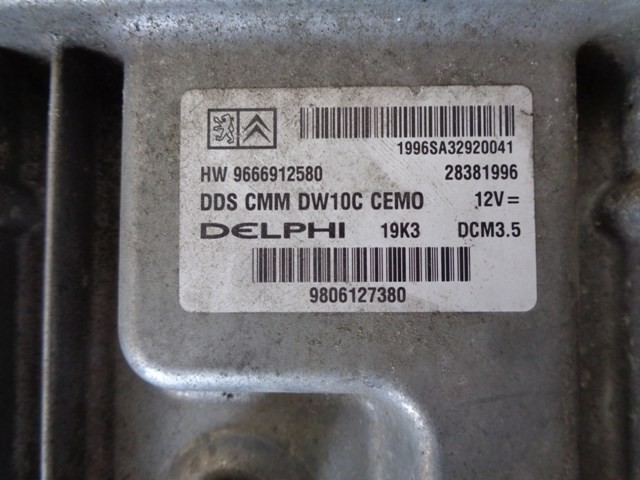 1996SA32920041
HW 9666912580 28381996
DDS CMM DW10C CEMO 12V =
DELPHI 19K3 DCM3.5
9806127380